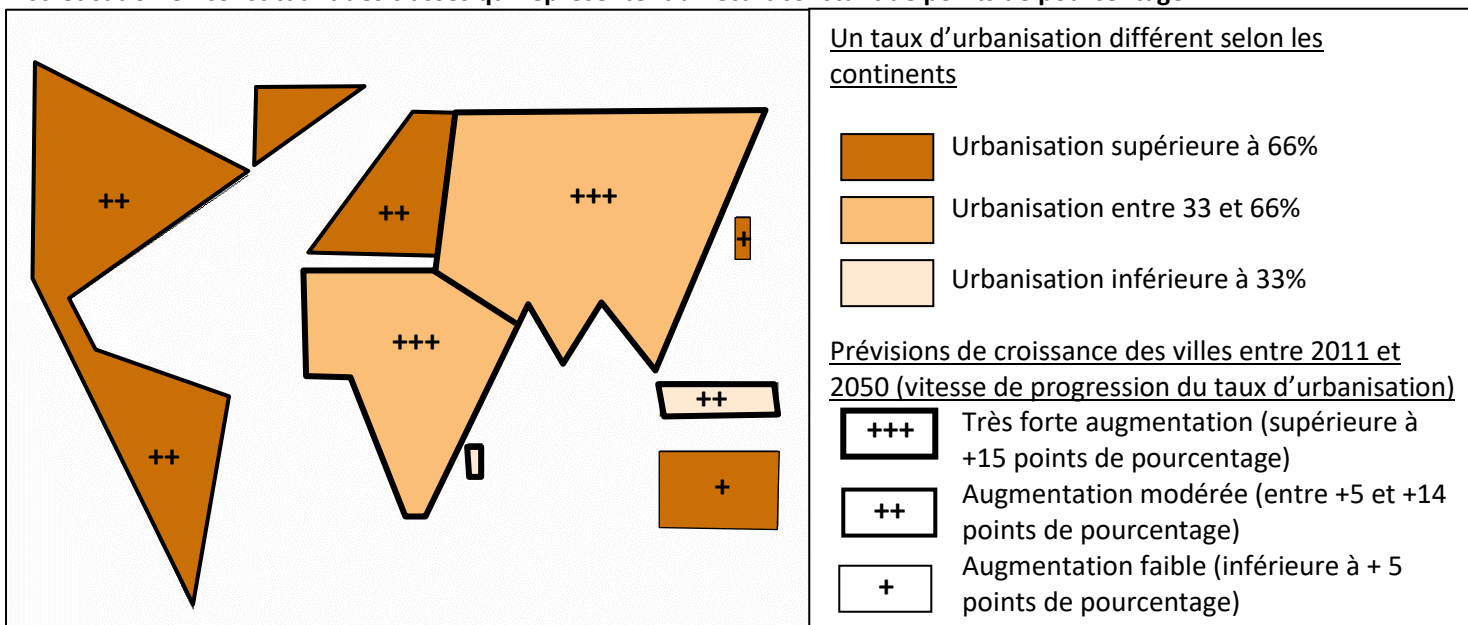 Un taux d’urbanisation différent selon les
continents
Urbanisation supérieure à 66%
Urbanisation entre 33 et 66%
Urbanisation inférieure à 33%
Prévisions de croissance des villes entre 2011 et
2050 (vitesse de progression du taux d’urbanisation)
+++ Très forte augmentation (supérieure à
+15 points de pourcentage)
++ Augmentation modérée (entre +5 et +14
points de pourcentage)
+ Augmentation faible (inférieure à + 5
points de pourcentage)
++
++
+++
+
+++
++
++
+